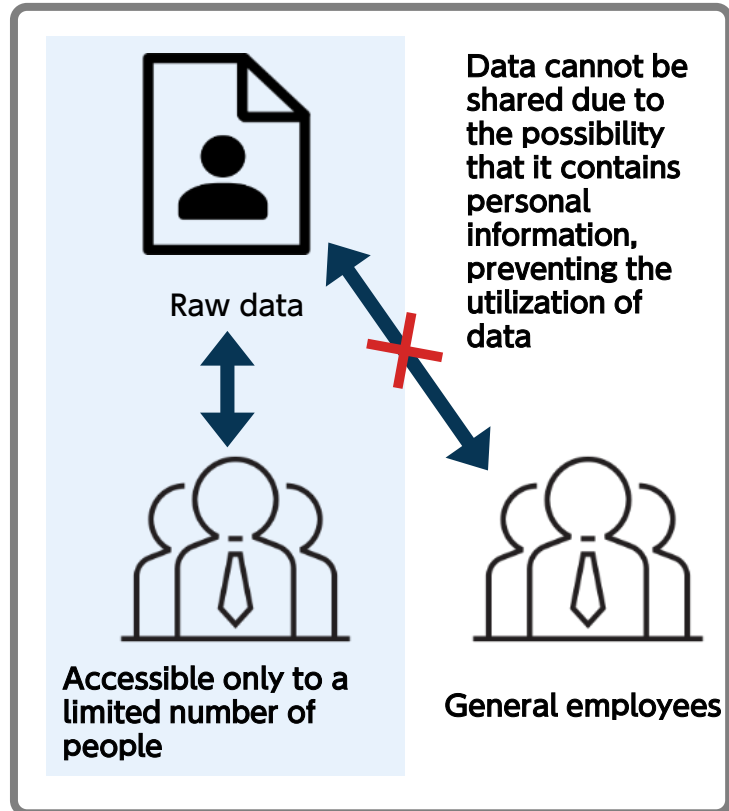 Data cannot be
shared due to
the possibility
that it contains
personal
information,
preventing the
utilization of
data
Raw data
Accessible only to a
limited number of
people
General employees